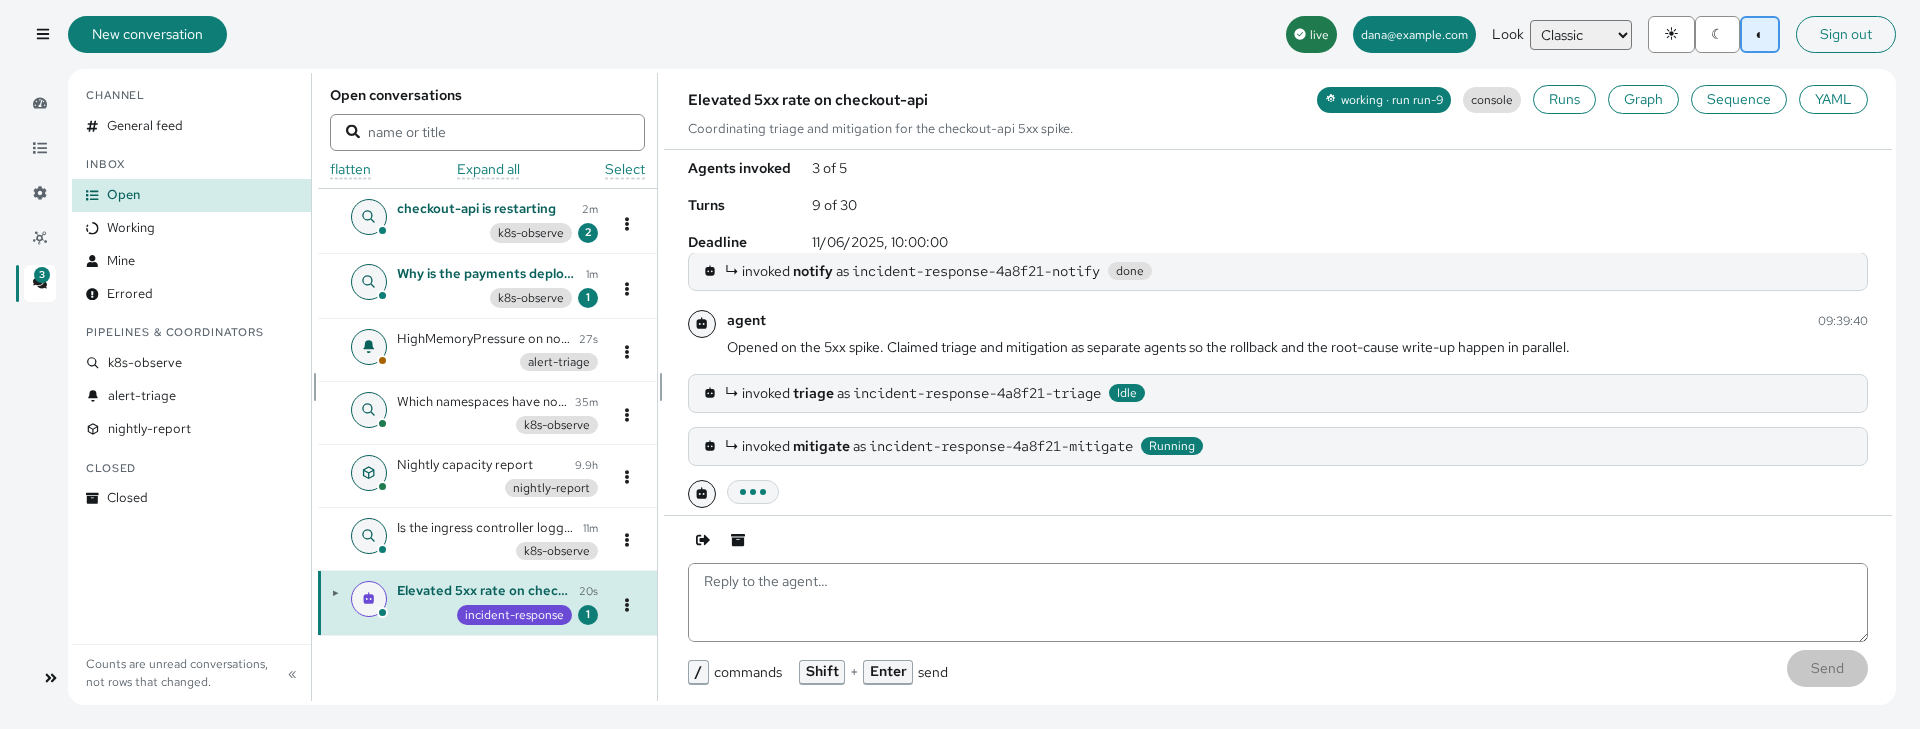 New conversation
live
dana@example.com
Look
Classic
Sign out
CHANNEL
General feed
INBOX
Open
Working
Mine
Errored
PIPELINES & COORDINATORS
k8s-observe
alert-triage
nightly-report
CLOSED
Closed
Counts are unread conversations,
not rows that changed.
3
Open conversations
name or title
flatten
Expand all
Select
checkout-api is restarting
2m
k8s-observe
2
Why is the payments deplo...
1m
k8s-observe
1
HighMemoryPressure on no...
27s
alert-triage
Which namespaces have no...
35m
k8s-observe
Nightly capacity report
9.9h
nightly-report
Is the ingress controller logg...
11m
k8s-observe
Elevated 5xx rate on chec...
20s
incident-response
1
Elevated 5xx rate on checkout-api
working · run run-9
console
Runs
Graph
Sequence
YAML
Coordinating triage and mitigation for the checkout-api 5xx spike.
Agents invoked 3 of 5
Turns 9 of 30
Deadline 11/06/2025, 10:00:00
invoked notify as incident-response-4a8f21-notify done
agent
09:39:40
Opened on the 5xx spike. Claimed triage and mitigation as separate agents so the rollback and the root-cause write-up happen in parallel.
invoked triage as incident-response-4a8f21-triage Idle
invoked mitigate as incident-response-4a8f21-mitigate Running
Reply to the agent...
/ commands Shift + Enter send
Send